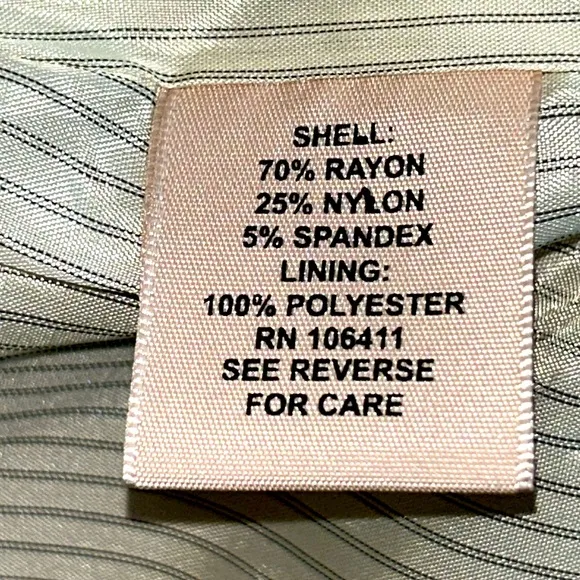 SHELL:
70% RAYON
25% NYLON
5% SPANDEX
LINING:
100% POLYESTER
RN 106411
SEE REVERSE
FOR CARE